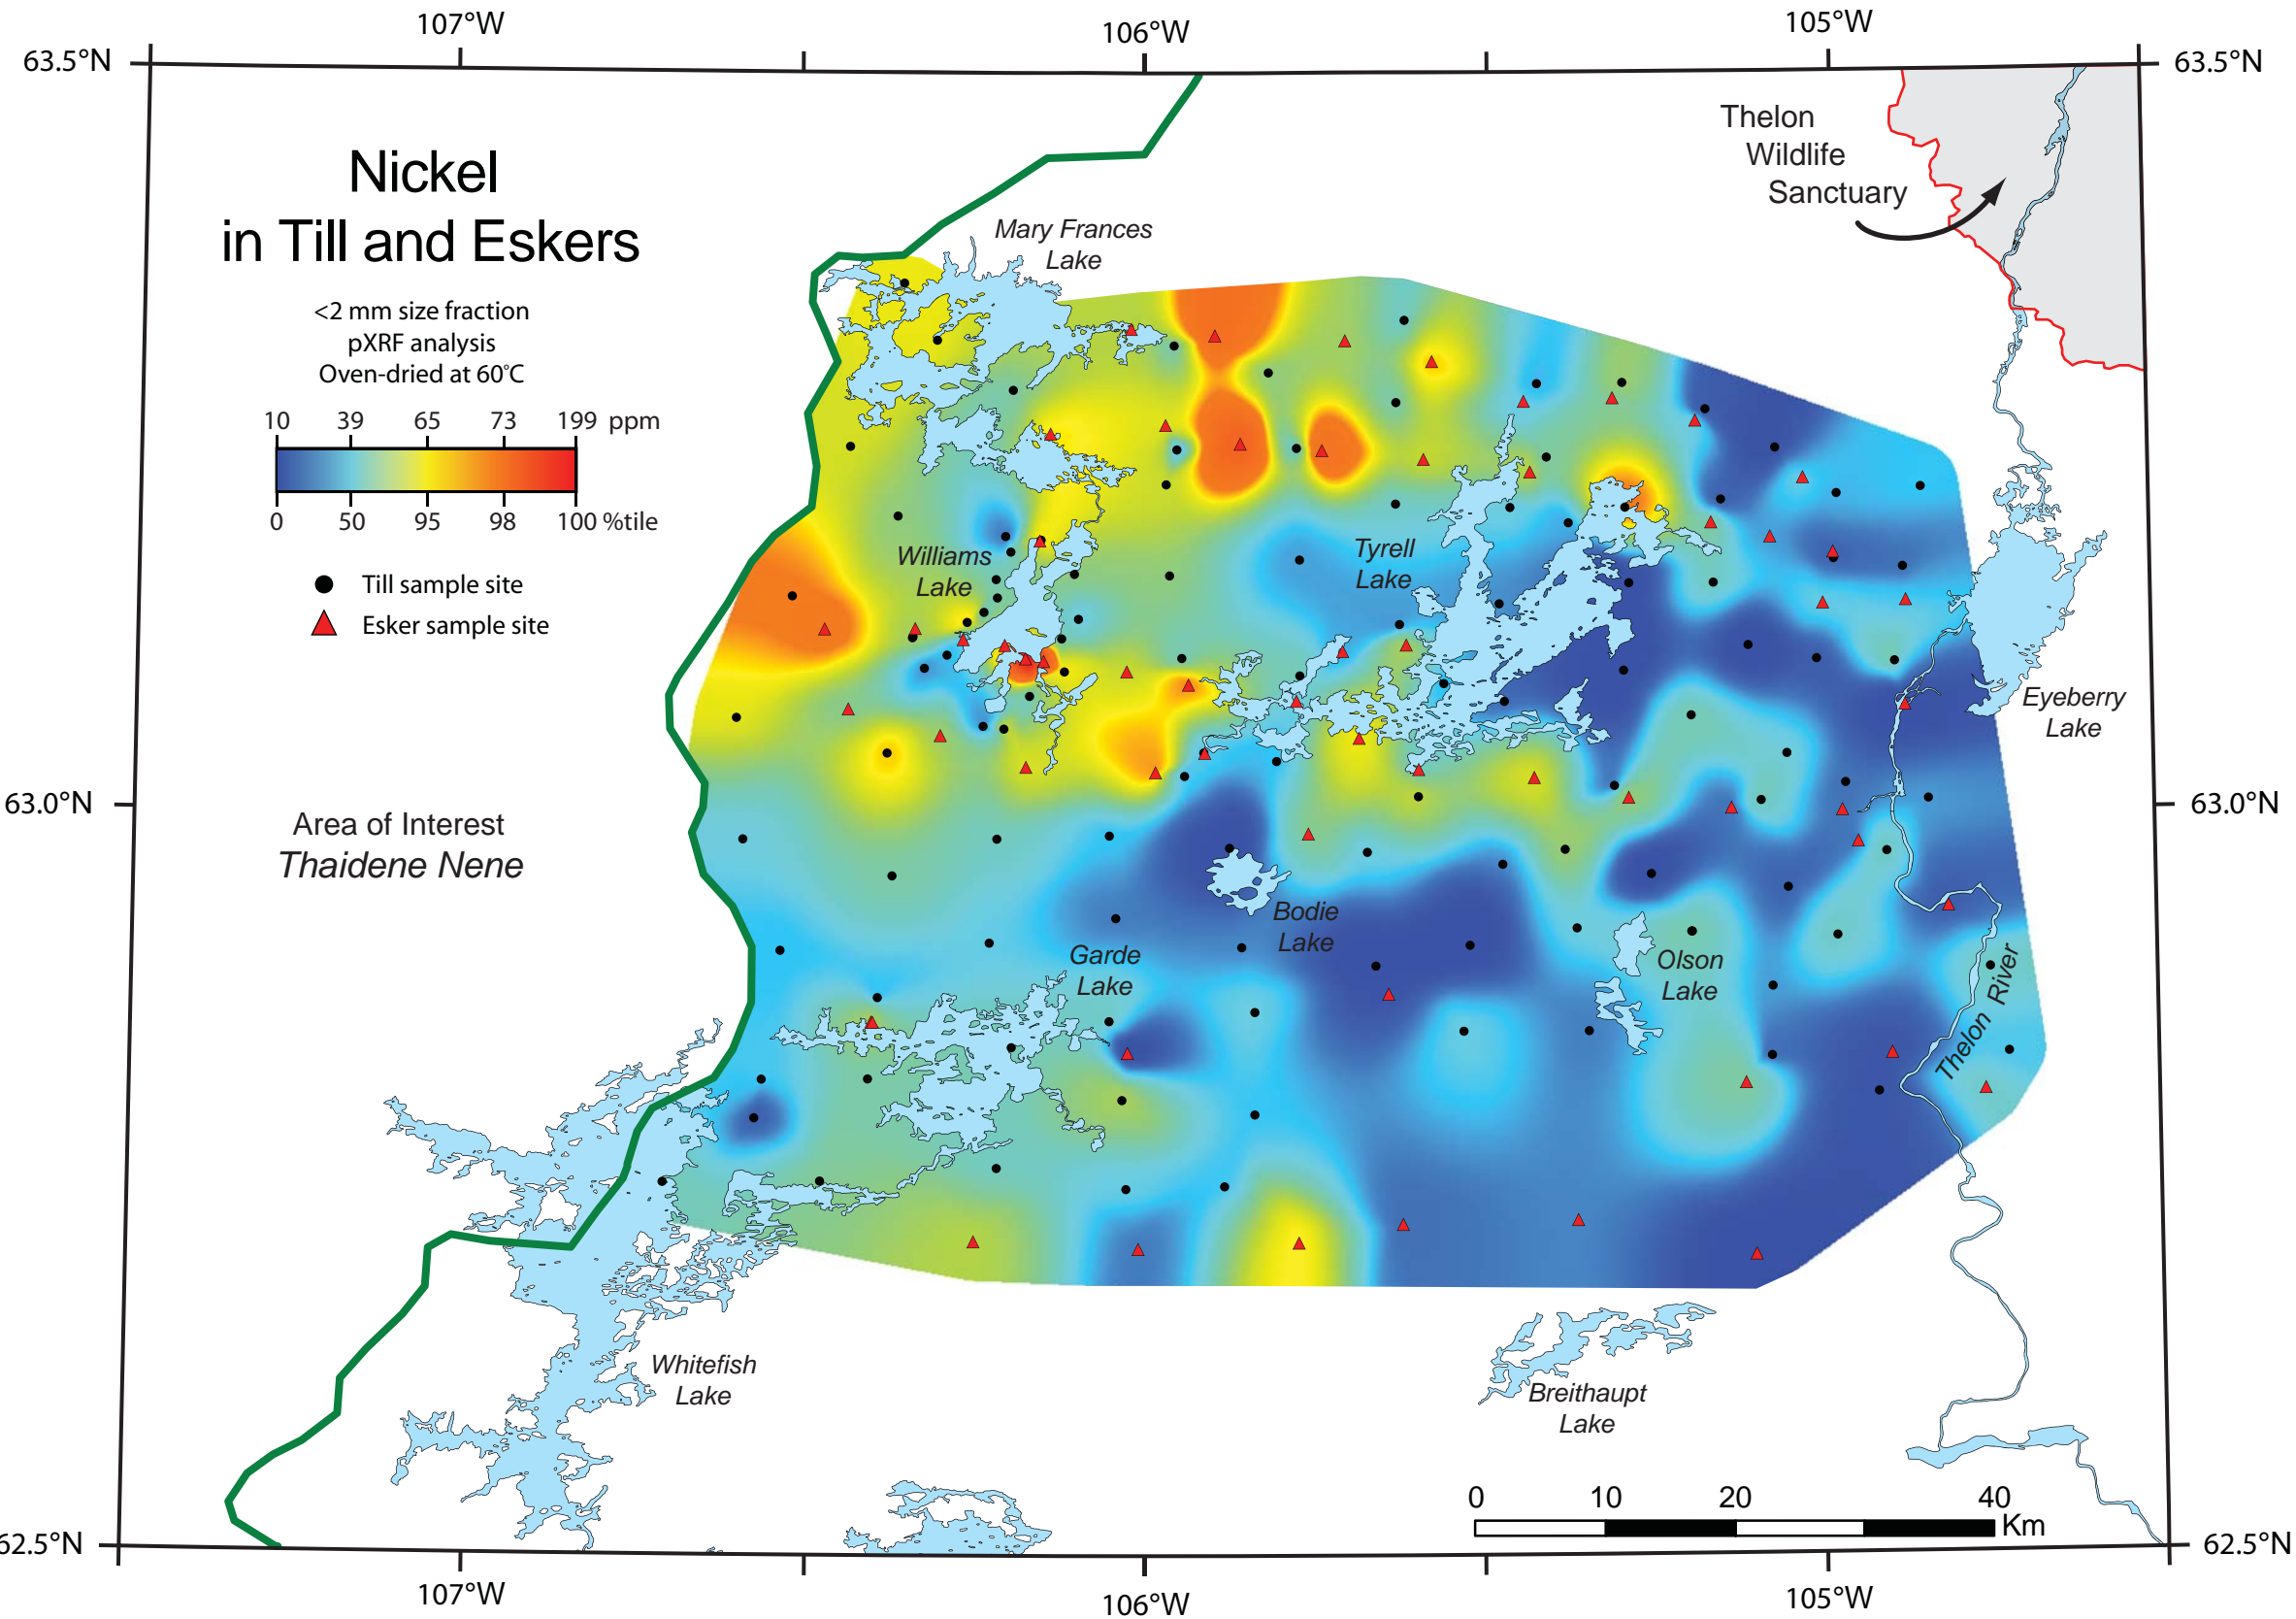 107°W
106°W
105°W
63.5°N
63.5°N
Thelon
Wildlife
Sanctuary
Nickel
in Till and Eskers
<2 mm size fraction
pXRF analysis
Oven-dried at 60°C
10 39 65 73 199 ppm
0 50 95 98 100 %tile
Till sample site
Esker sample site
Mary Frances
Lake
Williams
Lake
Tyrell
Lake
Eyeberry
Lake
63.0°N
63.0°N
Area of Interest
Thaidene Nene
Bodie
Lake
Garde
Lake
Olson
Lake
Thelon River
Whitefish
Lake
Breithaupt
Lake
0 10 20 40
Km
62.5°N
62.5°N
107°W
106°W
105°W